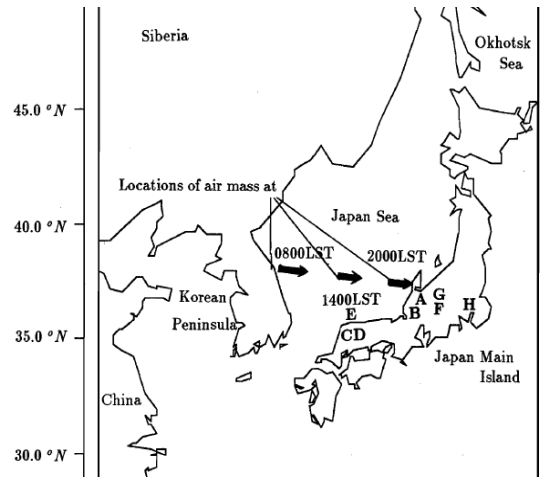 Siberia
Okhotsk
Sea
45.0 °N
Locations of air mass at
40.0 °N
Japan Sea
0800LST
2000LST
Korean
Peninsula
1400LST
E
A
G
B
F
H
35.0 °N
CD
Japan Main
Island
China
30.0 °N